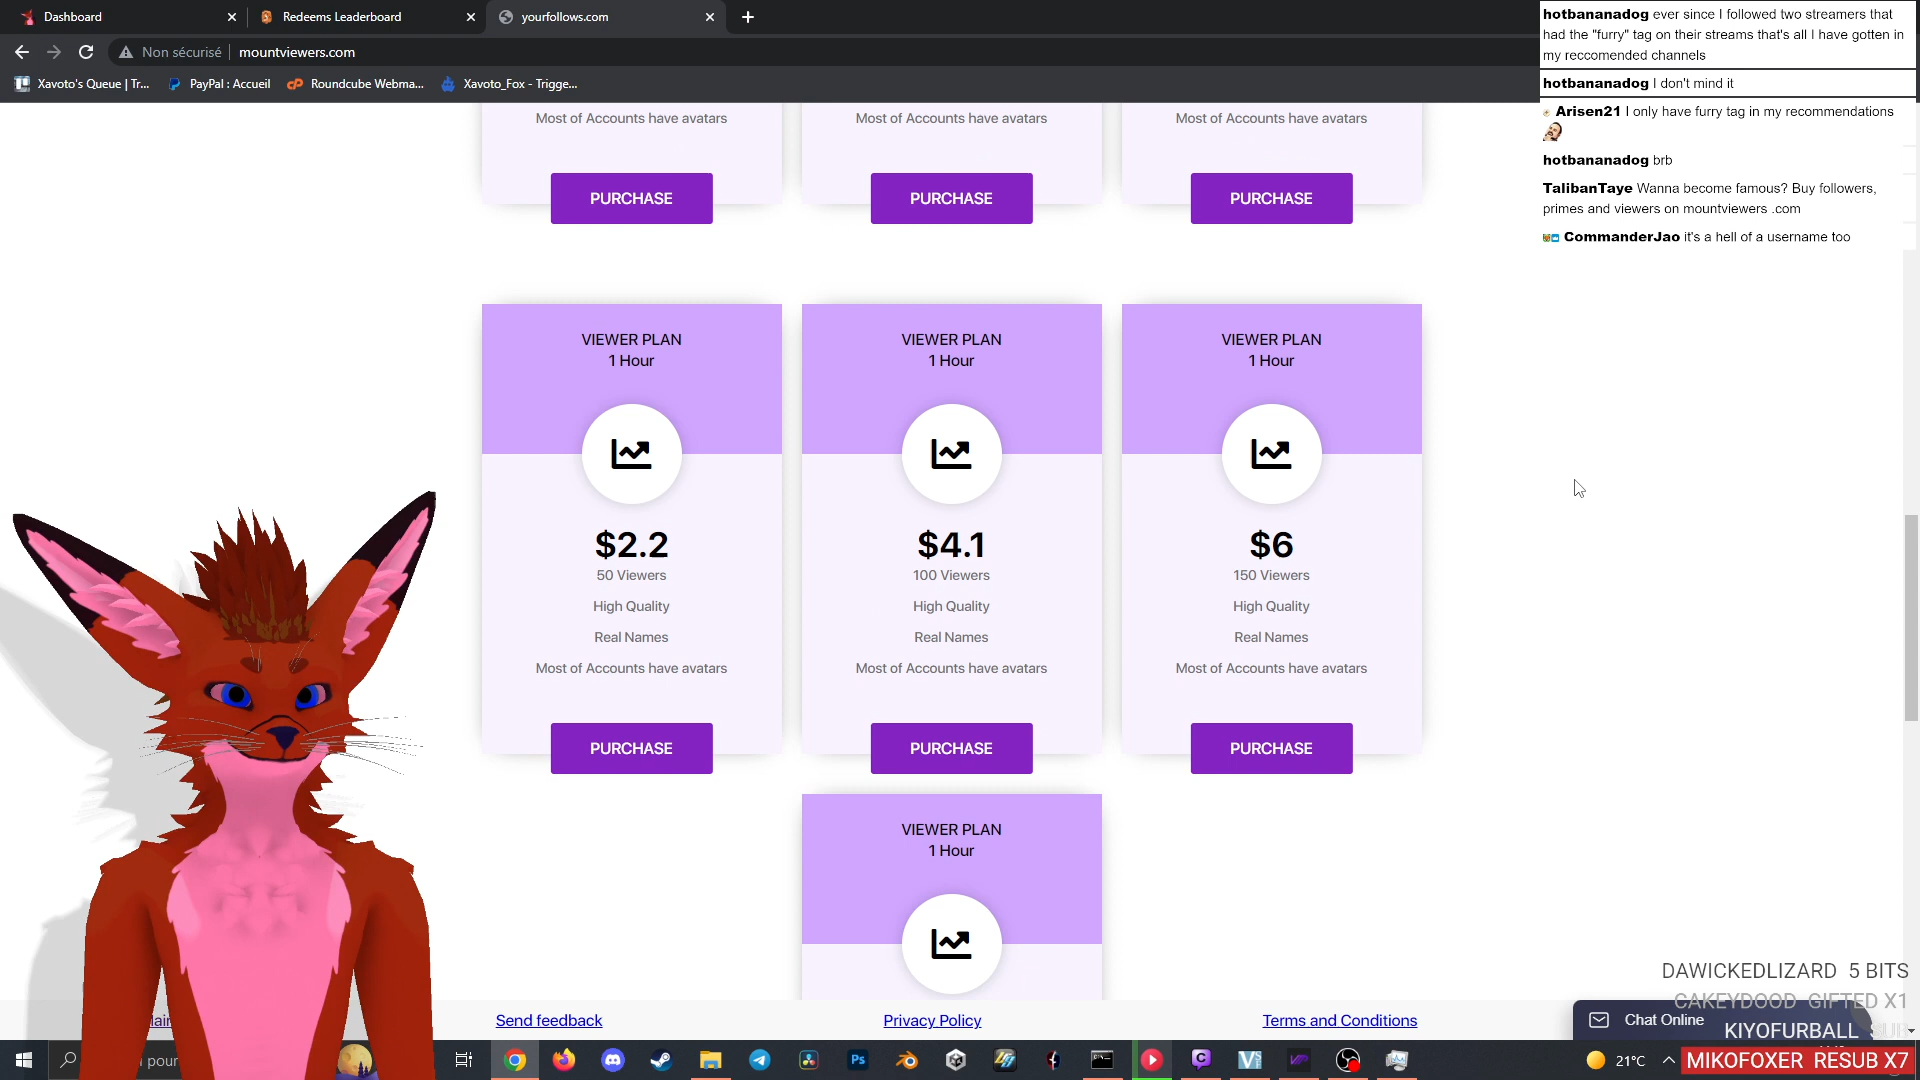 Dashboard
Redeems Leaderboard
yourfollows.com
Non sécurisé
mountviewers.com
Xavoto's Queue | Tr...
PayPal : Accueil
Roundcube Webma...
Xavoto_Fox - Trigge...
hotbananadog ever since I followed two streamers that
had the "furry" tag on their streams that's all I have gotten in
my reccomended channels
hotbananadog I don't mind it
Arisen21 I only have furry tag in my recommendations
hotbananadog brb
TalibanTaye Wanna become famous? Buy followers,
primes and viewers on mountviewers .com
CommanderJao it's a hell of a username too
Most of Accounts have avatars
Most of Accounts have avatars
Most of Accounts have avatars
PURCHASE
PURCHASE
PURCHASE
VIEWER PLAN
1 Hour
$2.2
50 Viewers
High Quality
Real Names
Most of Accounts have avatars
PURCHASE
VIEWER PLAN
1 Hour
$4.1
100 Viewers
High Quality
Real Names
Most of Accounts have avatars
PURCHASE
VIEWER PLAN
1 Hour
$6
150 Viewers
High Quality
Real Names
Most of Accounts have avatars
PURCHASE
VIEWER PLAN
1 Hour
Send feedback
Privacy Policy
Terms and Conditions
Chat Online
DAWICKEDLIZARD 5 BITS
CAKEYDOOD GIFTED X1
KIYOFURBALL SUB
MIKOFOXER RESUB X7
pour
Ps
21°C